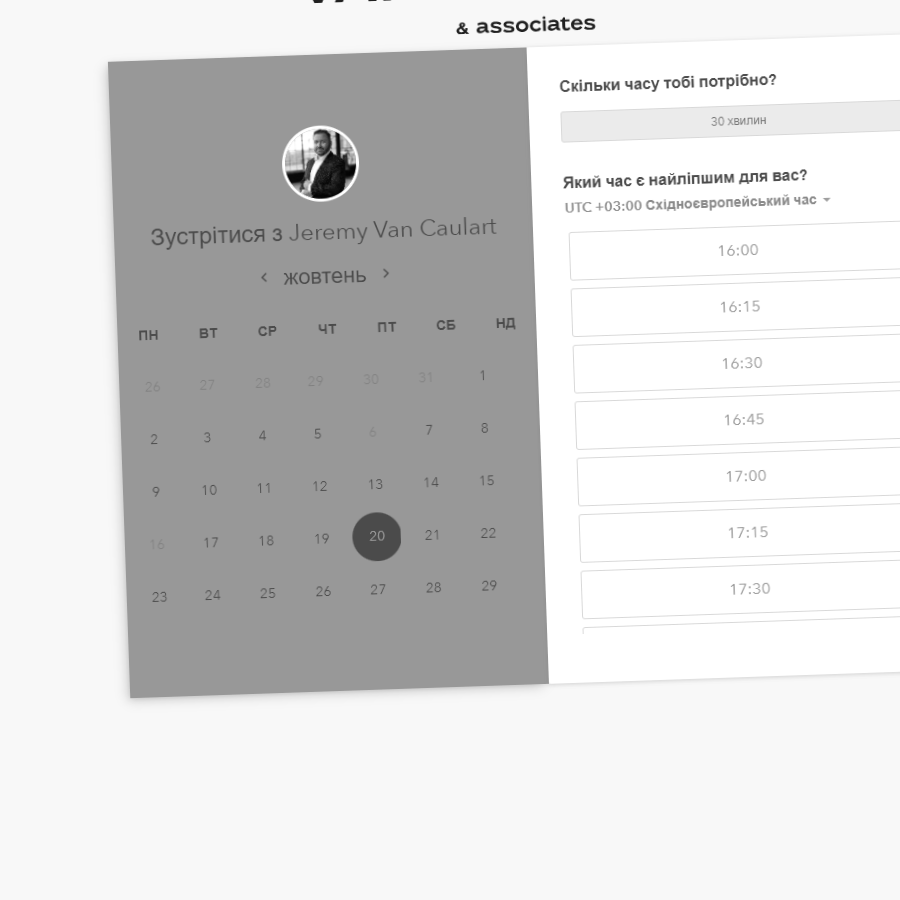 & associates
Зустрітися з Jeremy Van Caulart
жовтень
ПН ВТ СР ЧТ ПТ СБ НД
26 27 28 29 30 31 1
2 3 4 5 6 7 8
9 10 11 12 13 14 15
16 17 18 19 20 21 22
23 24 25 26 27 28 29
Скільки часу тобі потрібно?
30 хвилин
Який час є найліпшим для вас?
UTC +03:00 Східноєвропейський час
16:00
16:15
16:30
16:45
17:00
17:15
17:30